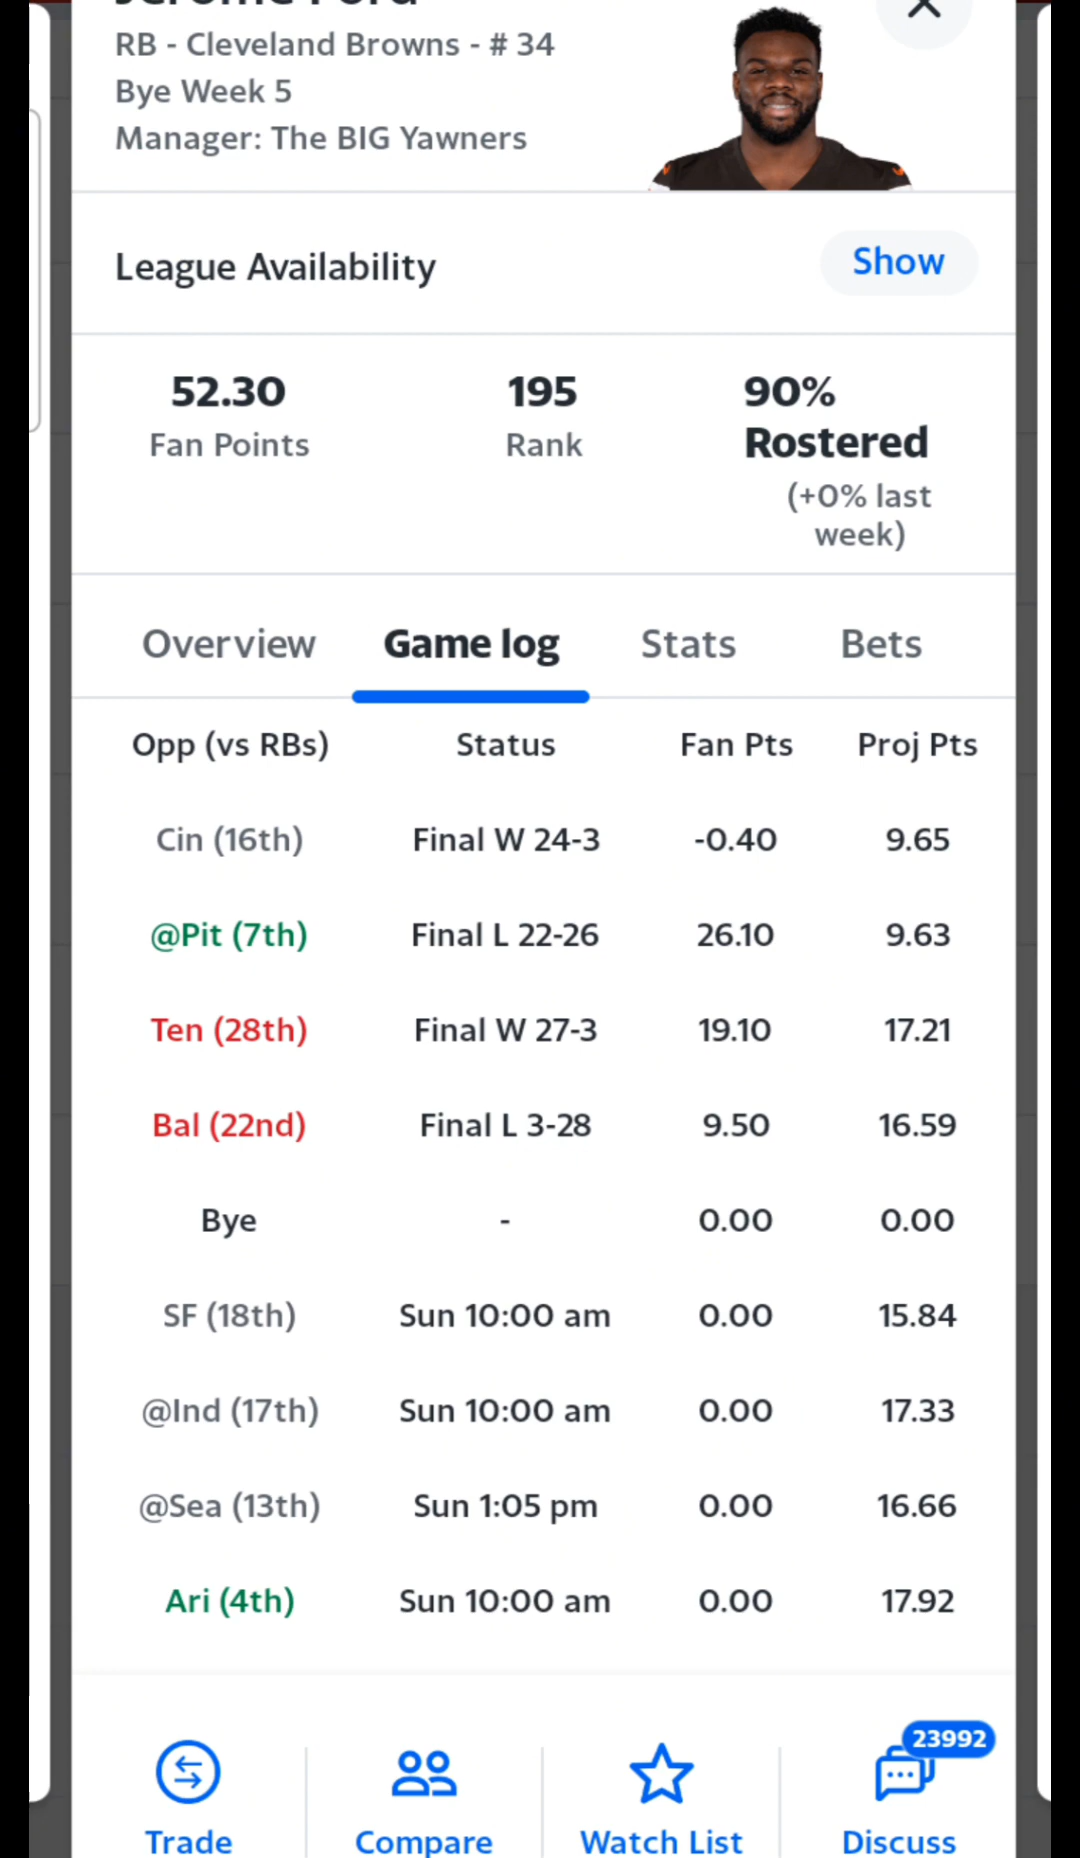 Jerome Ford
RB - Cleveland Browns - # 34
Bye Week 5
Manager: The BIG Yawners
League Availability
Show
52.30
Fan Points
195
Rank
90%
Rostered
(+0% last
week)
Overview Game log Stats Bets
Opp (vs RBs) Status Fan Pts Proj Pts
Cin (16th) Final W 24-3 -0.40 9.65
@Pit (7th) Final L 22-26 26.10 9.63
Ten (28th) Final W 27-3 19.10 17.21
Bal (22nd) Final L 3-28 9.50 16.59
Bye - 0.00 0.00
SF (18th) Sun 10:00 am 0.00 15.84
@Ind (17th) Sun 10:00 am 0.00 17.33
@Sea (13th) Sun 1:05 pm 0.00 16.66
Ari (4th) Sun 10:00 am 0.00 17.92
23992
Trade Compare Watch List Discuss